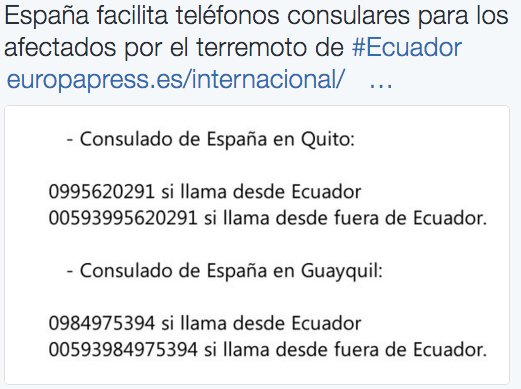 España facilita teléfonos consulares para los
afectados por el terremoto de #Ecuador
europapress.es/internacional/ …
- Consulado de España en Quito:
0995620291 si llama desde Ecuador
00593995620291 si llama desde fuera de Ecuador.
- Consulado de España en Guayquil:
0984975394 si llama desde Ecuador
00593984975394 si llama desde fuera de Ecuador.